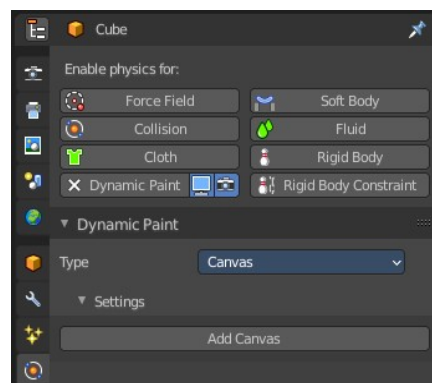 Cube
Enable physics for:
Force Field Soft Body
Collision Fluid
Cloth Rigid Body
Dynamic Paint Rigid Body Constraint
Dynamic Paint
Type Canvas
Settings
Add Canvas